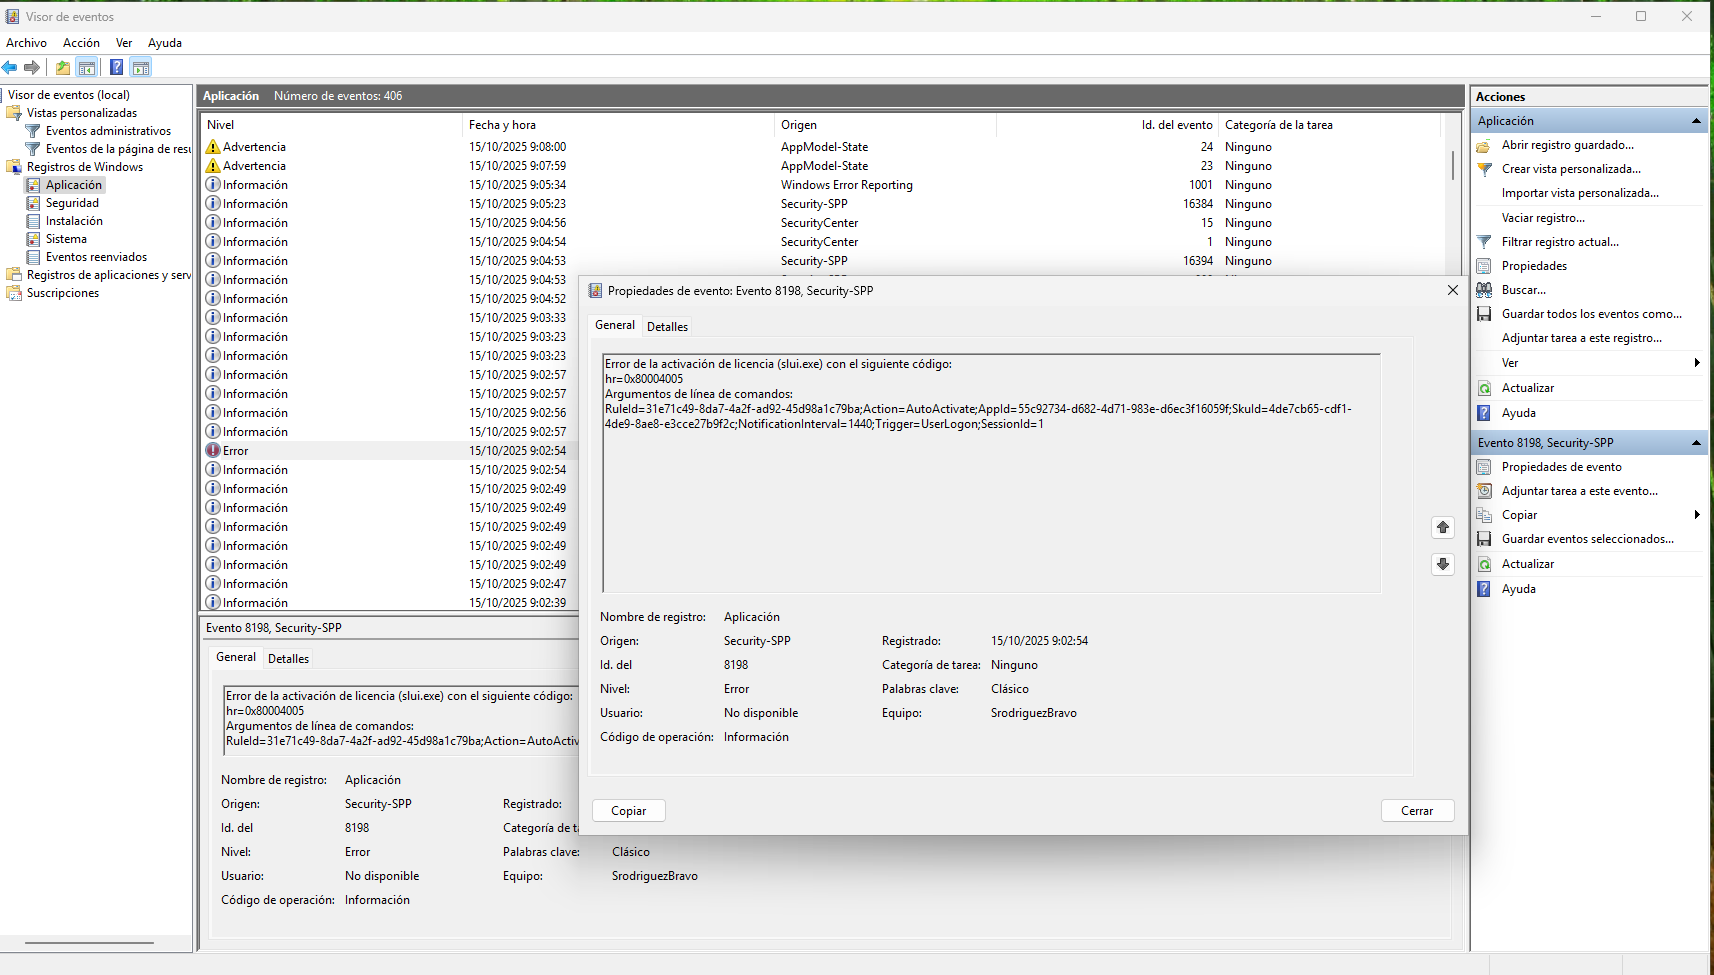 Visor de eventos
Archivo Acción Ver Ayuda
Visor de eventos (local)
Vistas personalizadas
Eventos administrativos
Eventos de la página de resu
Registros de Windows
Aplicación
Seguridad
Instalación
Sistema
Eventos reenviados
Registros de aplicaciones y serv
Suscripciones
Aplicación Número de eventos: 406
Nivel Fecha y hora Origen Id. del evento Categoría de la tarea
Advertencia 15/10/2025 9:08:00 AppModel-State 24 Ninguno
Advertencia 15/10/2025 9:07:59 AppModel-State 23 Ninguno
Información 15/10/2025 9:05:34 Windows Error Reporting 1001 Ninguno
Información 15/10/2025 9:05:23 Security-SPP 16384 Ninguno
Información 15/10/2025 9:04:56 SecurityCenter 15 Ninguno
Información 15/10/2025 9:04:54 SecurityCenter 1 Ninguno
Información 15/10/2025 9:04:53 Security-SPP 16394 Ninguno
Información 15/10/2025 9:04:53
Información 15/10/2025 9:04:52
Información 15/10/2025 9:03:33
Información 15/10/2025 9:03:23
Información 15/10/2025 9:03:23
Información 15/10/2025 9:02:57
Información 15/10/2025 9:02:57
Información 15/10/2025 9:02:56
Información 15/10/2025 9:02:57
Error 15/10/2025 9:02:54
Información 15/10/2025 9:02:54
Información 15/10/2025 9:02:49
Información 15/10/2025 9:02:49
Información 15/10/2025 9:02:49
Información 15/10/2025 9:02:49
Información 15/10/2025 9:02:49
Información 15/10/2025 9:02:47
Información 15/10/2025 9:02:39
Evento 8198, Security-SPP
General Detalles
Error de la activación de licencia (slui.exe) con el siguiente código:
hr=0x80004005
Argumentos de línea de comandos:
RuleId=31e71c49-8da7-4a2f-ad92-45d98a1c79ba;Action=AutoActiv
Nombre de registro: Aplicación
Origen: Security-SPP Registrado:
Id. del 8198 Categoría de ta
Nivel: Error Palabras clave: Clásico
Usuario: No disponible Equipo: SrodriguezBravo
Código de operación: Información
Propiedades de evento: Evento 8198, Security-SPP
General Detalles
Error de la activación de licencia (slui.exe) con el siguiente código:
hr=0x80004005
Argumentos de línea de comandos:
RuleId=31e71c49-8da7-4a2f-ad92-45d98a1c79ba;Action=AutoActivate;AppId=55c92734-d682-4d71-983e-d6ec3f16059f;SkuId=4de7cb65-cdf1-
4de9-8ae8-e3cce27b9f2c;NotificationInterval=1440;Trigger=UserLogon;SessionId=1
Nombre de registro: Aplicación
Origen: Security-SPP Registrado: 15/10/2025 9:02:54
Id. del 8198 Categoría de tarea: Ninguno
Nivel: Error Palabras clave: Clásico
Usuario: No disponible Equipo: SrodriguezBravo
Código de operación: Información
Copiar Cerrar
Acciones
Aplicación
Abrir registro guardado...
Crear vista personalizada...
Importar vista personalizada...
Vaciar registro...
Filtrar registro actual...
Propiedades
Buscar...
Guardar todos los eventos como...
Adjuntar tarea a este registro...
Ver
Actualizar
Ayuda
Evento 8198, Security-SPP
Propiedades de evento
Adjuntar tarea a este evento...
Copiar
Guardar eventos seleccionados...
Actualizar
Ayuda